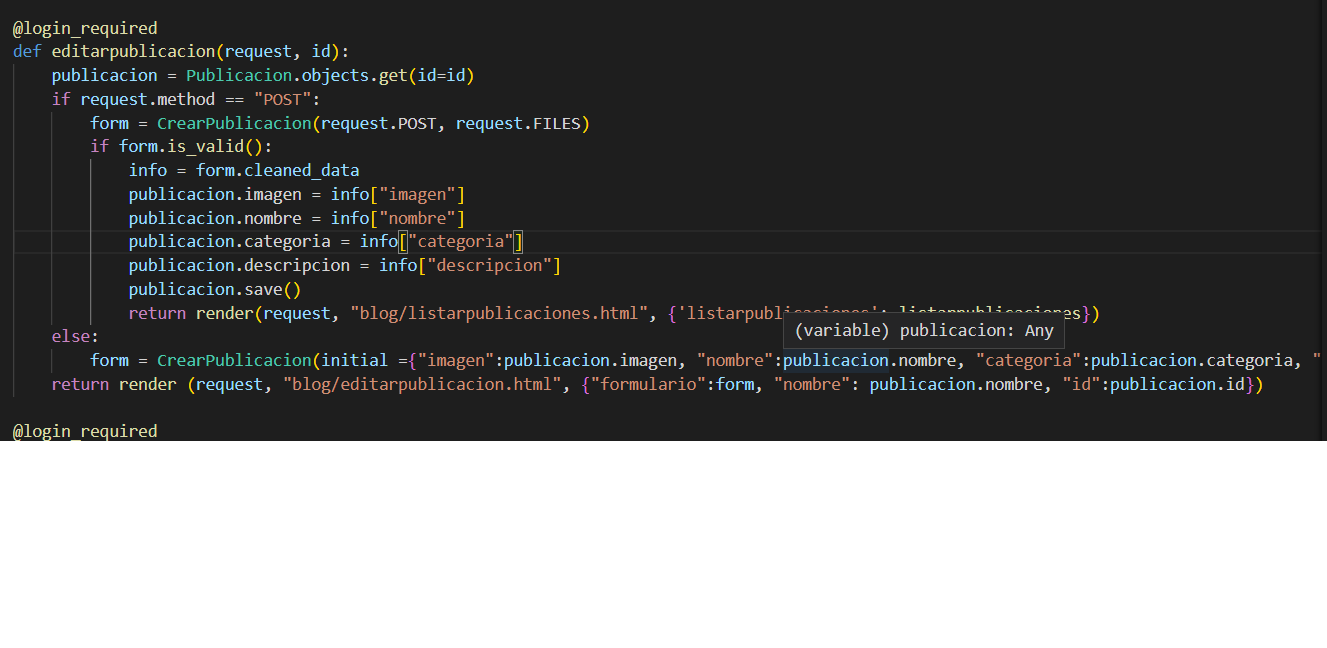 @login_required
def editarpublicacion(request, id):
    publicacion = Publicacion.objects.get(id=id)
    if request.method == "POST":
        form = CrearPublicacion(request.POST, request.FILES)
        if form.is_valid():
            info = form.cleaned_data
            publicacion.imagen = info["imagen"]
            publicacion.nombre = info["nombre"]
            publicacion.categoria = info["categoria"]
            publicacion.descripcion = info["descripcion"]
            publicacion.save()
            return render(request, "blog/listarpublicaciones.html", {'listarpublicaciones': listarpublicaciones})
(variable) publicacion: Any
    else:
        form = CrearPublicacion(initial ={"imagen":publicacion.imagen, "nombre":publicacion.nombre, "categoria":publicacion.categoria, "
    return render (request, "blog/editarpublicacion.html", {"formulario":form, "nombre": publicacion.nombre, "id":publicacion.id})
@login_required